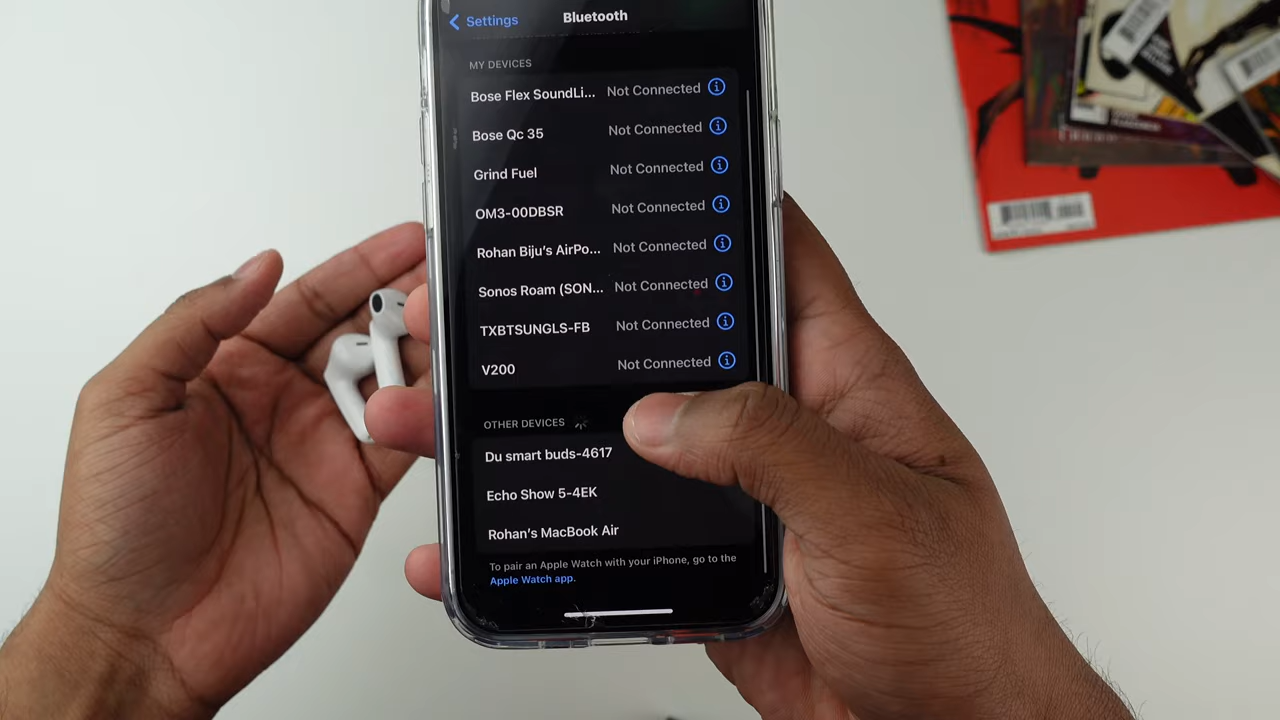 Settings
Bluetooth
MY DEVICES
Bose Flex SoundLi... Not Connected
Bose Qc 35 Not Connected
Grind Fuel Not Connected
OM3-00DBSR Not Connected
Rohan Biju's AirPo... Not Connected
Sonos Roam (SON... Not Connected
TXBTSUNGLS-FB Not Connected
V200 Not Connected
OTHER DEVICES
Du smart buds-4617
Echo Show 5-4EK
Rohan's MacBook Air
To pair an Apple Watch with your iPhone, go to the
Apple Watch app.